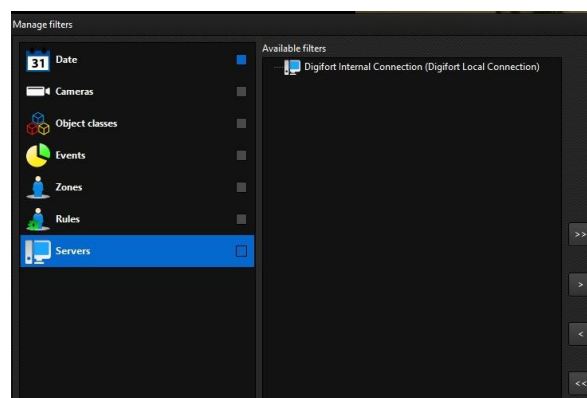 Manage filters
31 Date
Cameras
Object classes
Events
Zones
Rules
Servers
Available filters
Digifort Internal Connection (Digifort Local Connection)
>>
>
<
<<